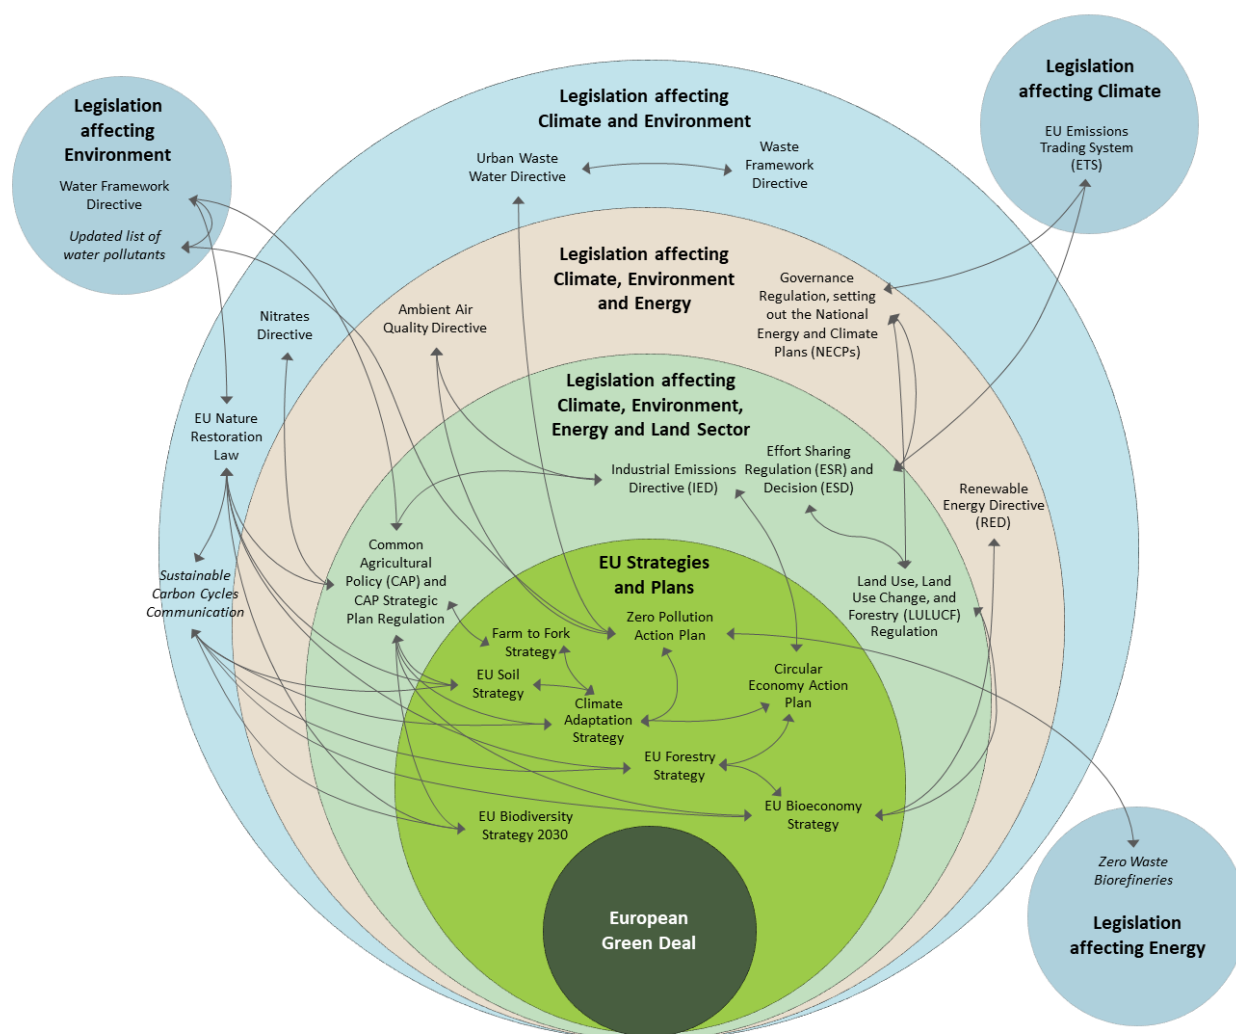 Legislation
affecting
Environment
Water Framework
Directive
Updated list of
water pollutants
Legislation affecting
Climate and Environment
Urban Waste
Water Directive
Waste
Framework
Directive
Legislation
affecting Climate
EU Emissions
Trading System
(ETS)
Legislation affecting
Climate, Environment
and Energy
Governance
Regulation, setting
out the National
Energy and Climate
Plans (NECPs)
Nitrates
Directive
Ambient Air
Quality Directive
Legislation affecting
Climate, Environment,
Energy and Land Sector
EU Nature
Restoration
Law
Industrial Emissions
Directive (IED)
Effort Sharing
Regulation (ESR) and
Decision (ESD)
Renewable
Energy Directive
(RED)
Common
Agricultural
Policy (CAP) and
CAP Strategic
Plan Regulation
Sustainable
Carbon Cycles
Communication
EU Strategies
and Plans
Land Use, Land
Use Change, and
Forestry (LULUCF)
Regulation
Zero Pollution
Action Plan
Farm to Fork
Strategy
EU Soil
Strategy
Climate
Adaptation
Strategy
Circular
Economy Action
Plan
EU Forestry
Strategy
EU Bioeconomy
Strategy
EU Biodiversity
Strategy 2030
European
Green Deal
Zero Waste
Biorefineries
Legislation
affecting Energy